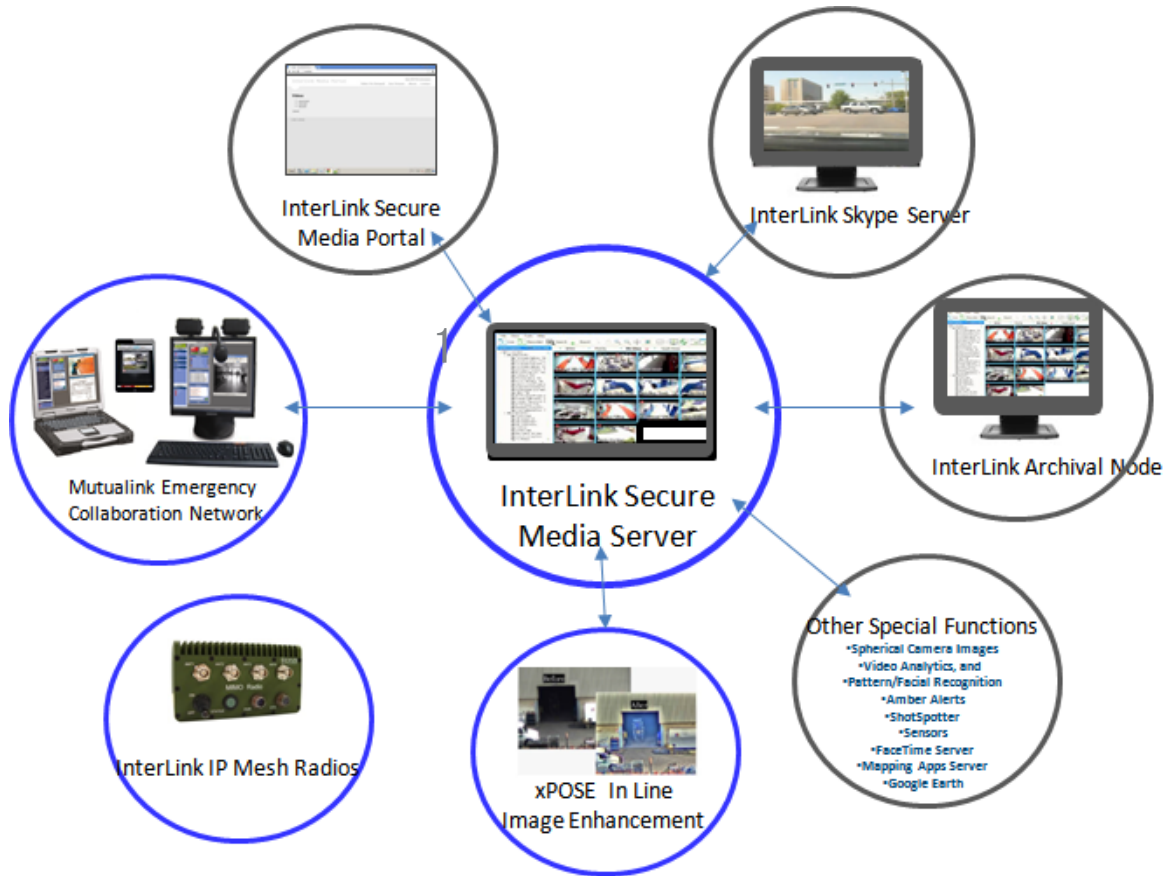 InterLink Secure
Media Portal
InterLink Skype Server
1
InterLink Secure
Media Server
InterLink Archival Node
Mutualink Emergency
Collaboration Network
Other Special Functions
•Spherical Camera Images
•Video Analytics, and
•Pattern/Facial Recognition
•Amber Alerts
•ShotSpotter
•Sensors
•FaceTime Server
•Mapping Apps Server
•Google Earth
MIMO Radio
InterLink IP Mesh Radios
Before
After
xPOSE In Line
Image Enhancement